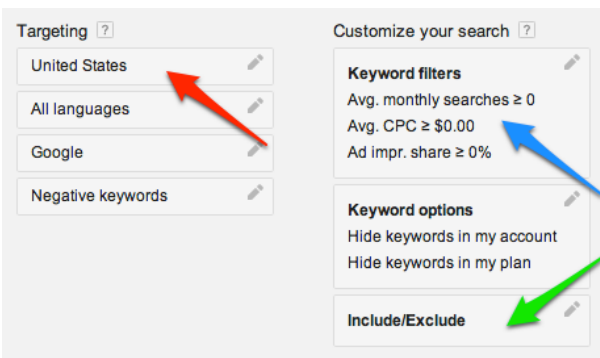 Targeting ?
United States
All languages
Google
Negative keywords
Customize your search ?
Keyword filters
Avg. monthly searches ≥ 0
Avg. CPC ≥ $0.00
Ad impr. share ≥ 0%
Keyword options
Hide keywords in my account
Hide keywords in my plan
Include/Exclude